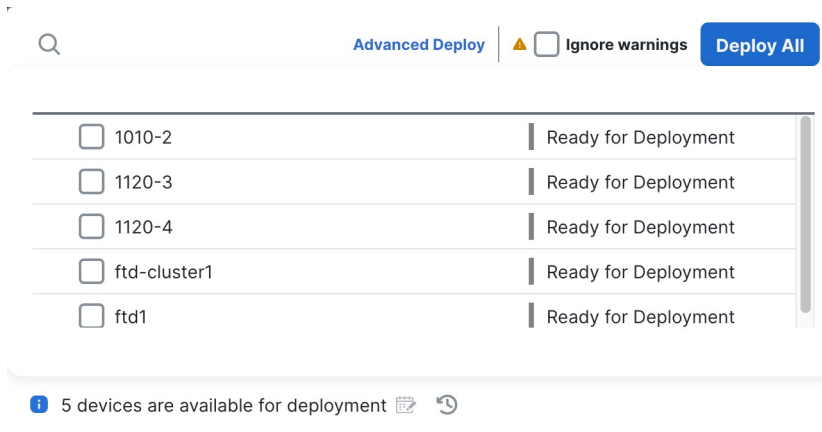 Advanced Deploy Ignore warnings Deploy All
1010-2 Ready for Deployment
1120-3 Ready for Deployment
1120-4 Ready for Deployment
ftd-cluster1 Ready for Deployment
ftd1 Ready for Deployment
5 devices are available for deployment